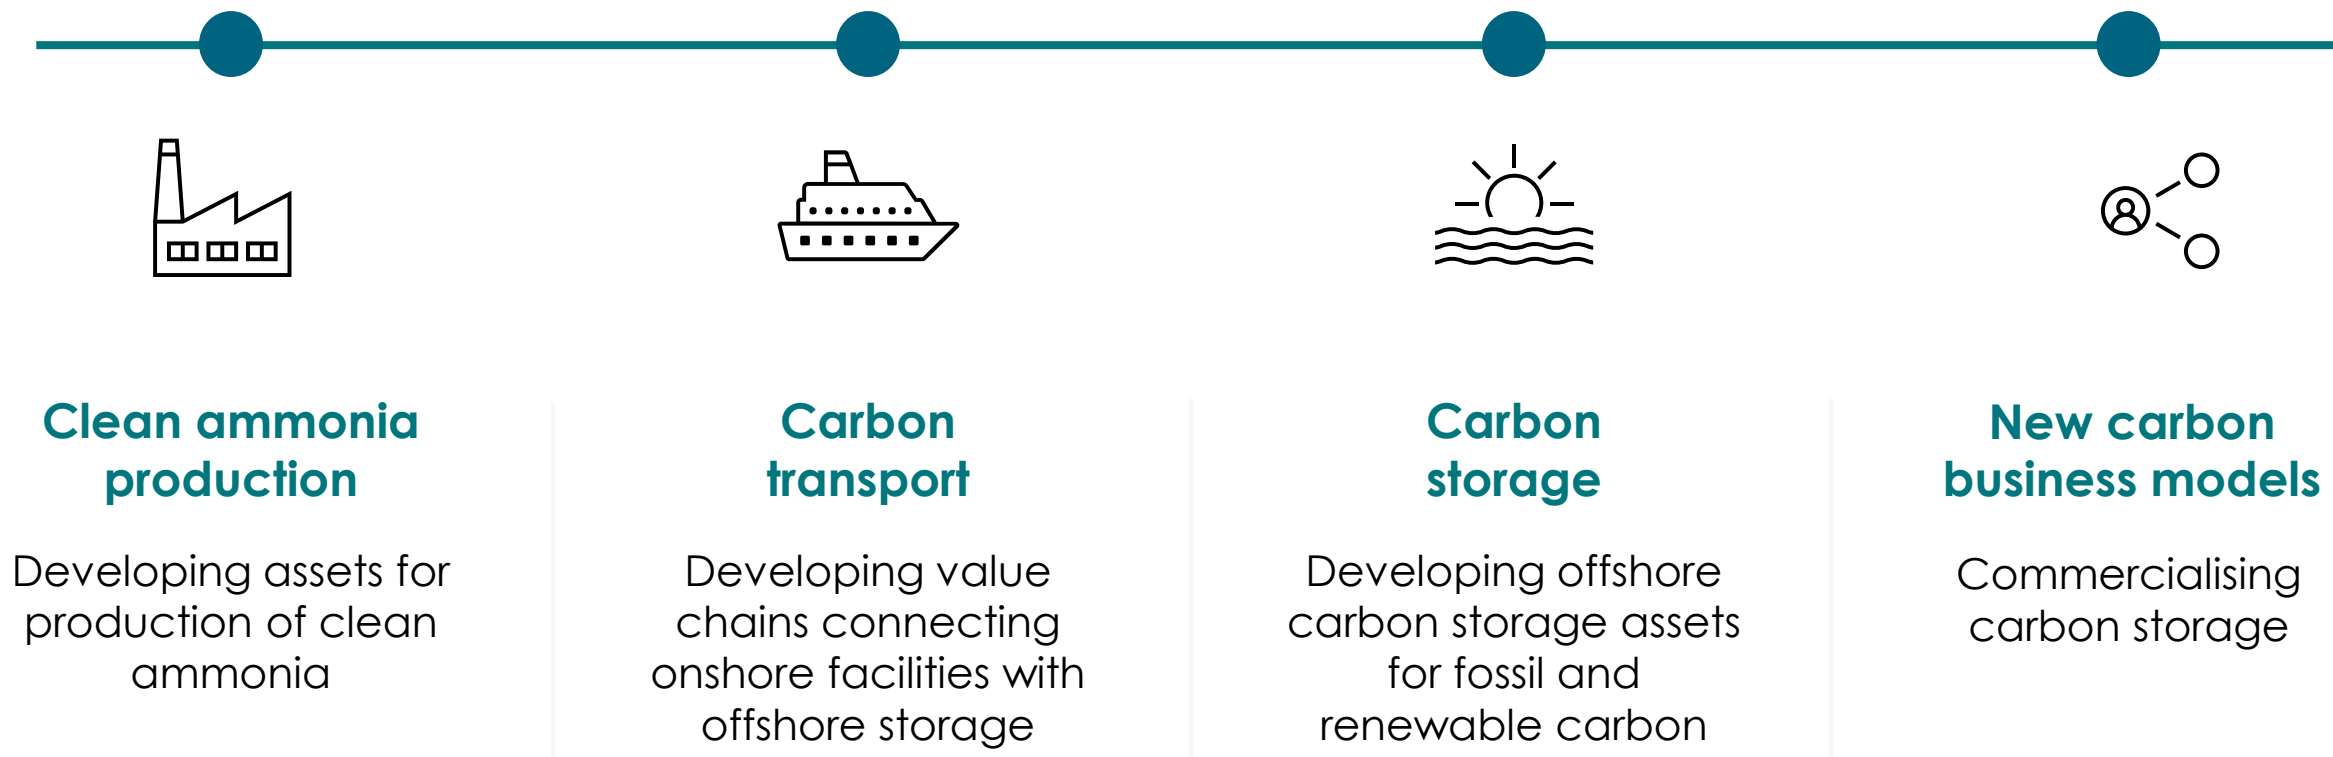 Clean ammonia
production
Developing assets for
production of clean
ammonia
Carbon
transport
Developing value
chains connecting
onshore facilities with
offshore storage
Carbon
storage
Developing offshore
carbon storage assets
for fossil and
renewable carbon
New carbon
business models
Commercialising
carbon storage